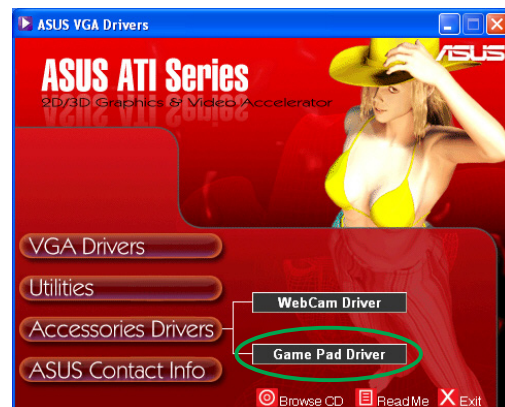 ASUS VGA Drivers
ASUS
ASUS ATI Series
2D/3D Graphics & Video Accelerator
VGA Drivers
Utilities
WebCam Driver
Accessories Drivers
Game Pad Driver
ASUS Contact Info
Browse CD ReadMe Exit